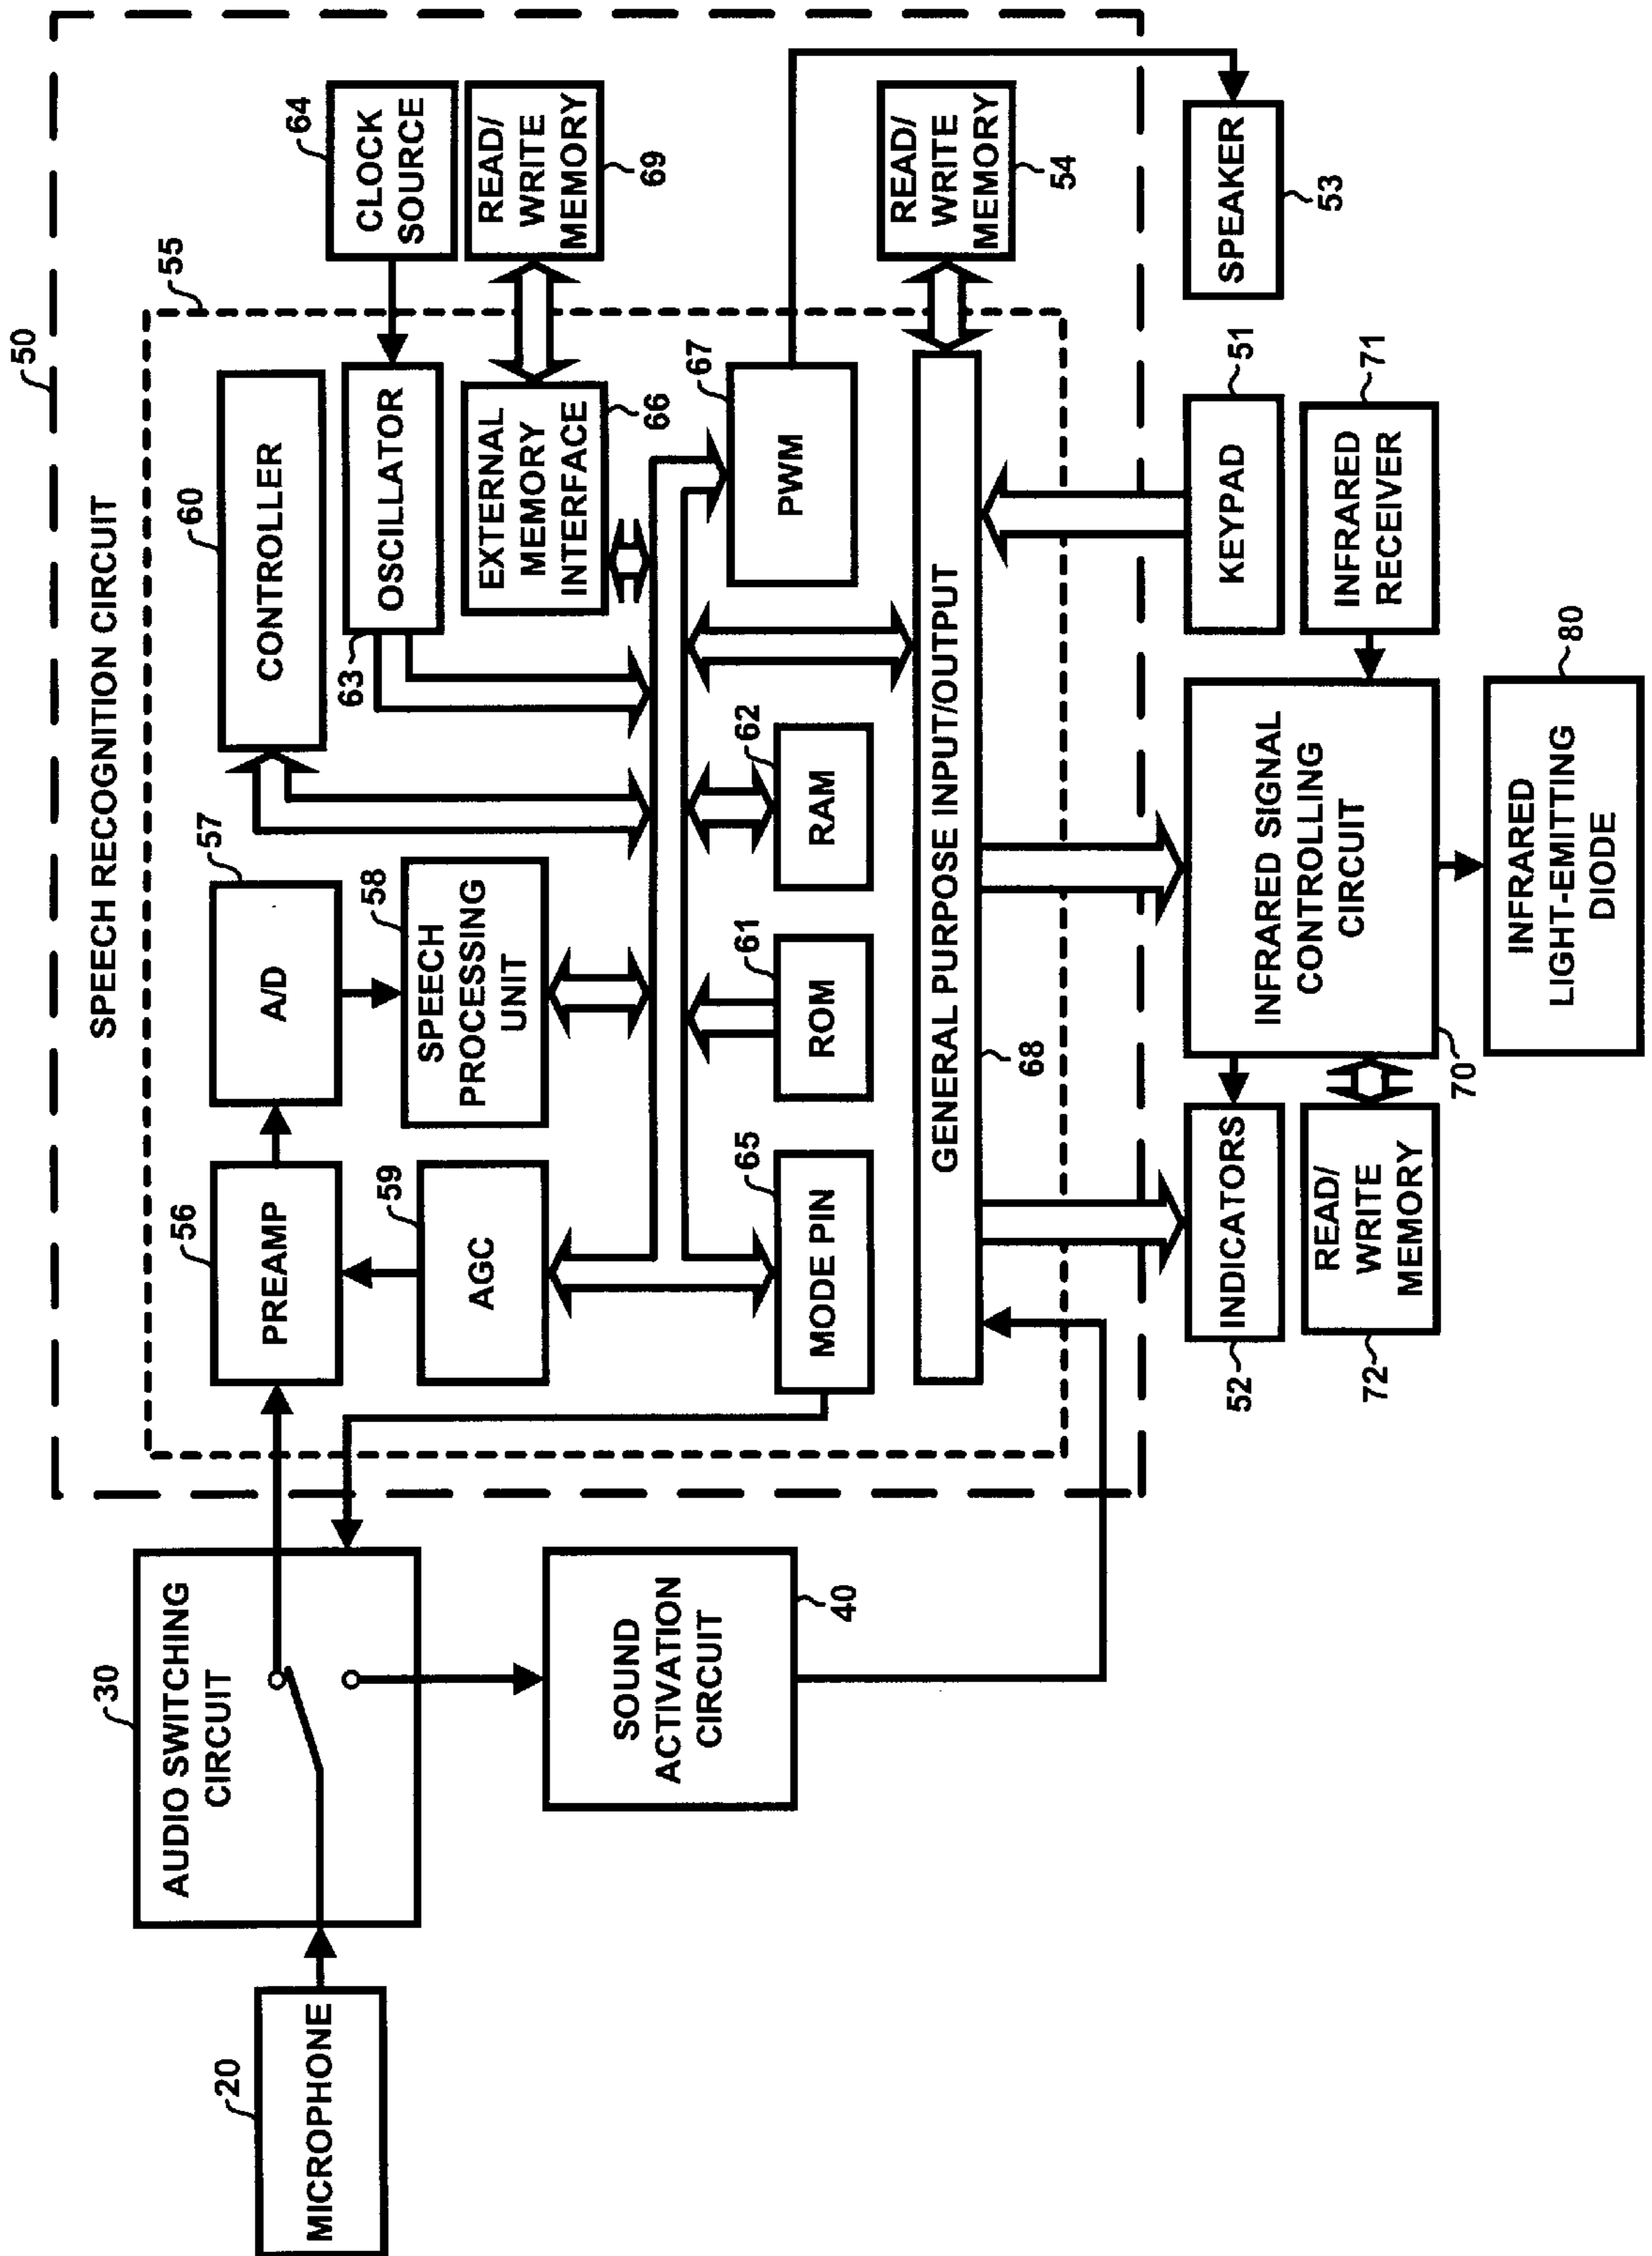 50
SPEECH RECOGNITION CIRCUIT
55
64
CLOCK
SOURCE
READ/
WRITE
MEMORY
69
60
CONTROLLER
OSCILLATOR
63
EXTERNAL
MEMORY
INTERFACE
66
57
A/D
58
SPEECH
PROCESSING
UNIT
56
PREAMP
59
AGC
30
AUDIO SWITCHING
CIRCUIT
20
MICROPHONE
SOUND
ACTIVATION
CIRCUIT
40
65
MODE PIN
61
ROM
62
RAM
67
PWM
READ/
WRITE
MEMORY
54
GENERAL PURPOSE INPUT/OUTPUT
68
SPEAKER
53
KEYPAD
51
INFRARED
RECEIVER
71
INFRARED SIGNAL
CONTROLLING
CIRCUIT
70
INDICATORS
52
READ/
WRITE
MEMORY
72
INFRARED
LIGHT-EMITTING
DIODE
80